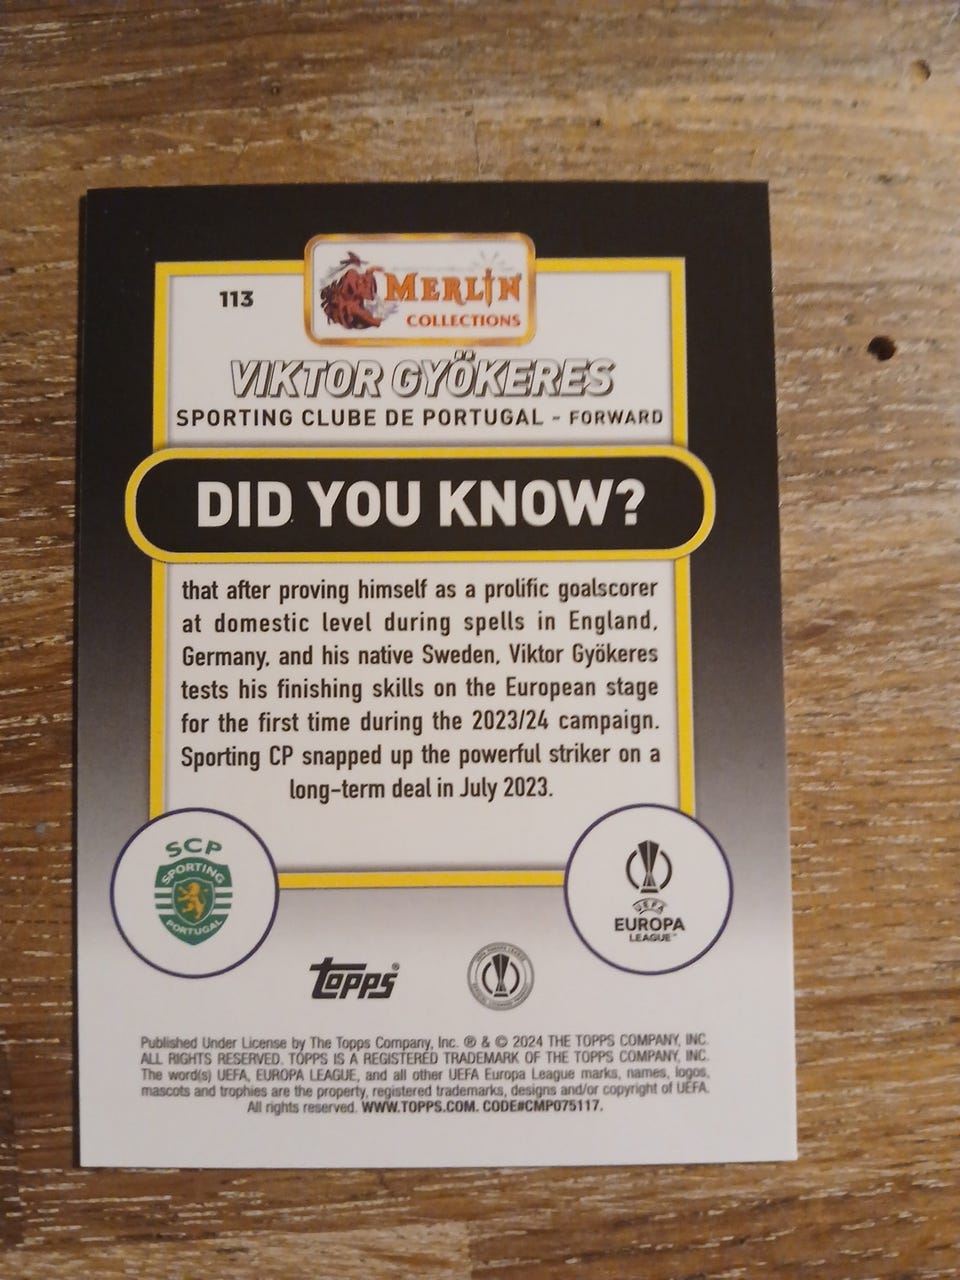 113
MERLIN
COLLECTIONS
VIKTOR GYÖKERES
SPORTING CLUBE DE PORTUGAL - FORWARD
DID YOU KNOW?
that after proving himself as a prolific goalscorer
at domestic level during spells in England,
Germany, and his native Sweden, Viktor Gyökeres
tests his finishing skills on the European stage
for the first time during the 2023/24 campaign.
Sporting CP snapped up the powerful striker on a
long-term deal in July 2023.
SCP
SPORTING
PORTUGAL
UEFA
EUROPA
LEAGUE™
topps®
Published Under License by The Topps Company, Inc. ® & © 2024 THE TOPPS COMPANY, INC.
ALL RIGHTS RESERVED. TOPPS IS A REGISTERED TRADEMARK OF THE TOPPS COMPANY, INC.
The word(s) UEFA, EUROPA LEAGUE, and all other UEFA Europa League marks, names, logos,
mascots and trophies are the property, registered trademarks, designs and/or copyright of UEFA.
All rights reserved. WWW.TOPPS.COM. CODE#CMP075117.